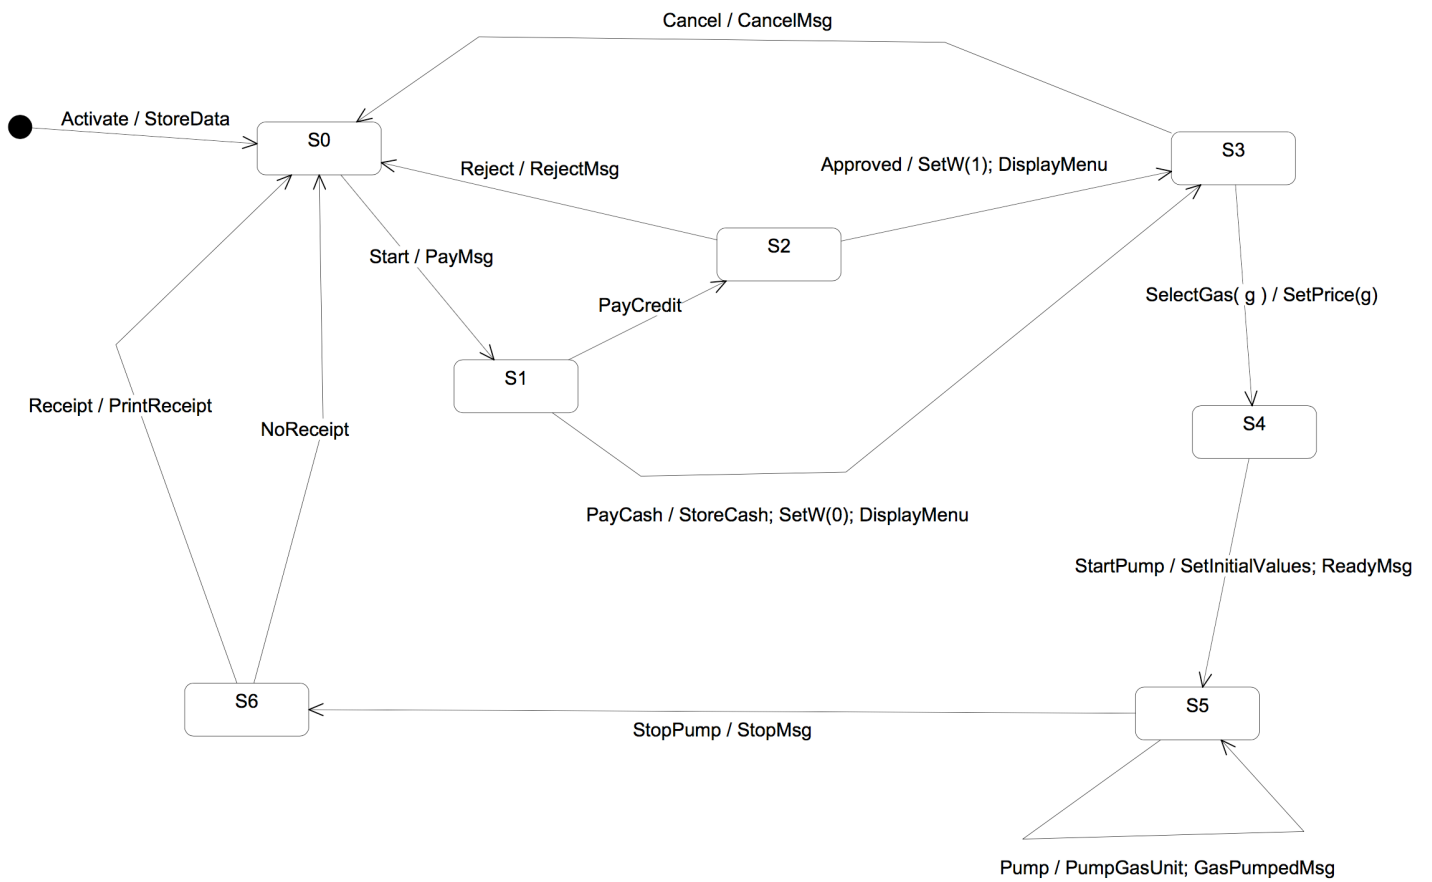 Cancel / CancelMsg
Activate / StoreData
S0
S3
Reject / RejectMsg
Approved / SetW(1); DisplayMenu
S2
Start / PayMsg
SelectGas( g ) / SetPrice(g)
PayCredit
S1
Receipt / PrintReceipt
NoReceipt
S4
PayCash / StoreCash; SetW(0); DisplayMenu
StartPump / SetInitialValues; ReadyMsg
S6
S5
StopPump / StopMsg
Pump / PumpGasUnit; GasPumpedMsg